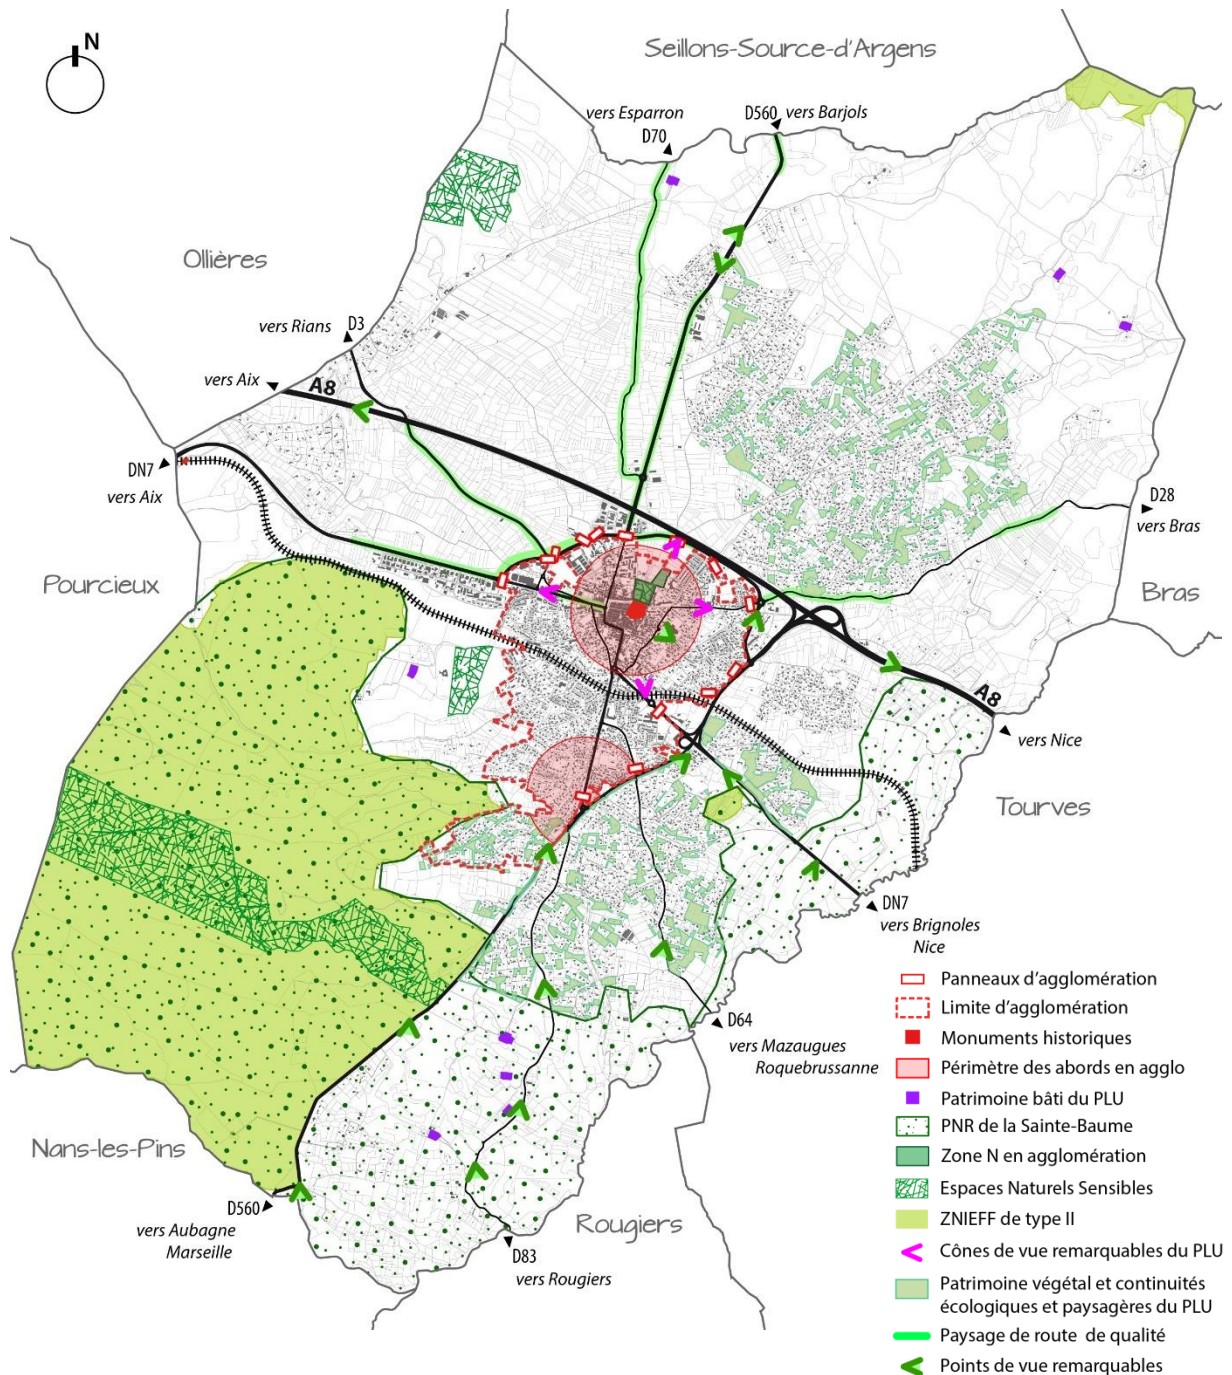 N
Seillons-Source-d'Argens
vers Esparron
D70
D560
vers Barjols
Ollières
vers Rians
D3
vers Aix
A8
DN7
vers Aix
D28
vers Bras
Pourcieux
Bras
A8
vers Nice
Tourves
DN7
vers Brignoles
Nice
D64
vers Mazaugues
Roquebrussanne
Nans-les-Pins
D560
vers Aubagne
Marseille
Rougiers
D83
vers Rougiers
Panneaux d'agglomération
Limite d'agglomération
Monuments historiques
Périmètre des abords en agglo
Patrimoine bâti du PLU
PNR de la Sainte-Baume
Zone N en agglomération
Espaces Naturels Sensibles
ZNIEFF de type II
Cônes de vue remarquables du PLU
Patrimoine végétal et continuités
écologiques et paysagères du PLU
Paysage de route de qualité
Points de vue remarquables